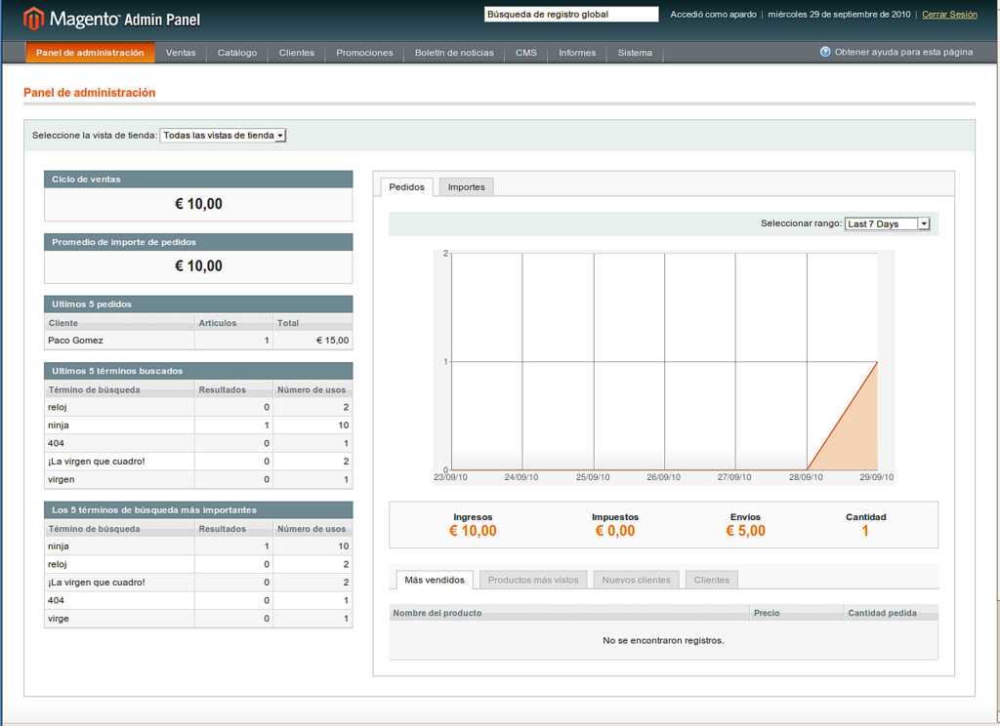 Magento Admin Panel
Búsqueda de registro global
Accedió como apardo | miércoles 29 de septiembre de 2010 | Cerrar Sesión
Panel de administración Ventas Catálogo Clientes Promociones Boletín de noticias CMS Informes Sistema
Obtener ayuda para esta página
Panel de administración
Seleccione la vista de tienda: Todas las vistas de tienda
Ciclo de ventas
€ 10,00
Promedio de importe de pedidos
€ 10,00
Ultimos 5 pedidos
Cliente Articulos Total
Paco Gomez 1 € 15,00
Ultimos 5 términos buscados
Término de búsqueda Resultados Número de usos
reloj 0 2
ninja 1 10
404 0 1
¡La virgen que cuadro! 0 2
virgen 0 1
Los 5 términos de búsqueda más importantes
Término de búsqueda Resultados Número de usos
ninja 1 10
reloj 0 2
¡La virgen que cuadro! 0 2
404 0 1
virge 0 1
Pedidos Importes
Seleccionar rango: Last 7 Days
2
1
0
23/09/10 24/09/10 25/09/10 26/09/10 27/09/10 28/09/10 29/09/10
Ingresos Impuestos Envíos Cantidad
€ 10,00 € 0,00 € 5,00 1
Más vendidos Productos más vistos Nuevos clientes Clientes
Nombre del producto Precio Cantidad pedida
No se encontraron registros.